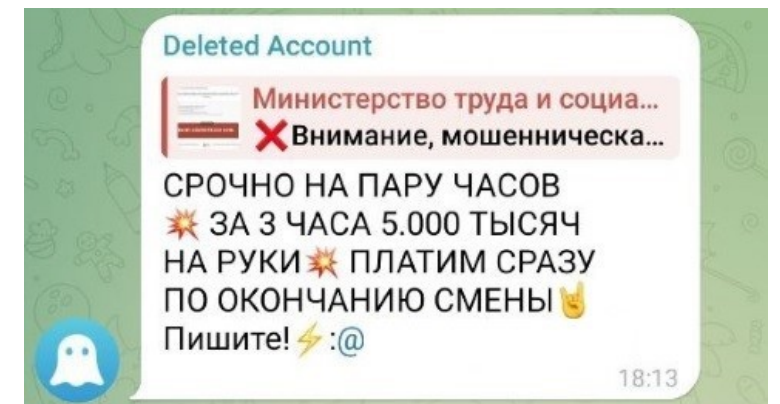 Deleted Account
Министерство труда и социа...
❌Внимание, мошенническа...
СРОЧНО НА ПАРУ ЧАСОВ
💥 ЗА 3 ЧАСА 5.000 ТЫСЯЧ
НА РУКИ💥 ПЛАТИМ СРАЗУ
ПО ОКОНЧАНИЮ СМЕНЫ🤘
Пишите!⚡:@
18:13